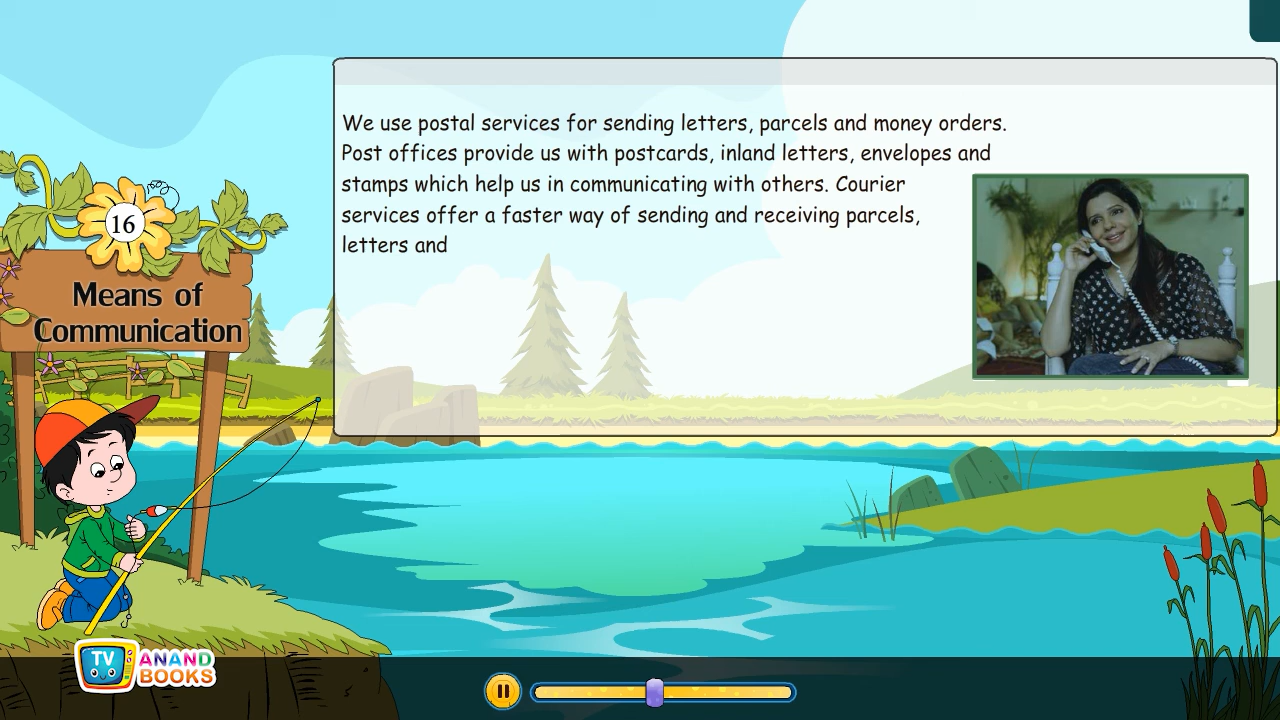 We use postal services for sending letters, parcels and money orders.
Post offices provide us with postcards, inland letters, envelopes and
stamps which help us in communicating with others. Courier
services offer a faster way of sending and receiving parcels,
letters and
16
Means of
Communication
TV
ANAND
BOOKS